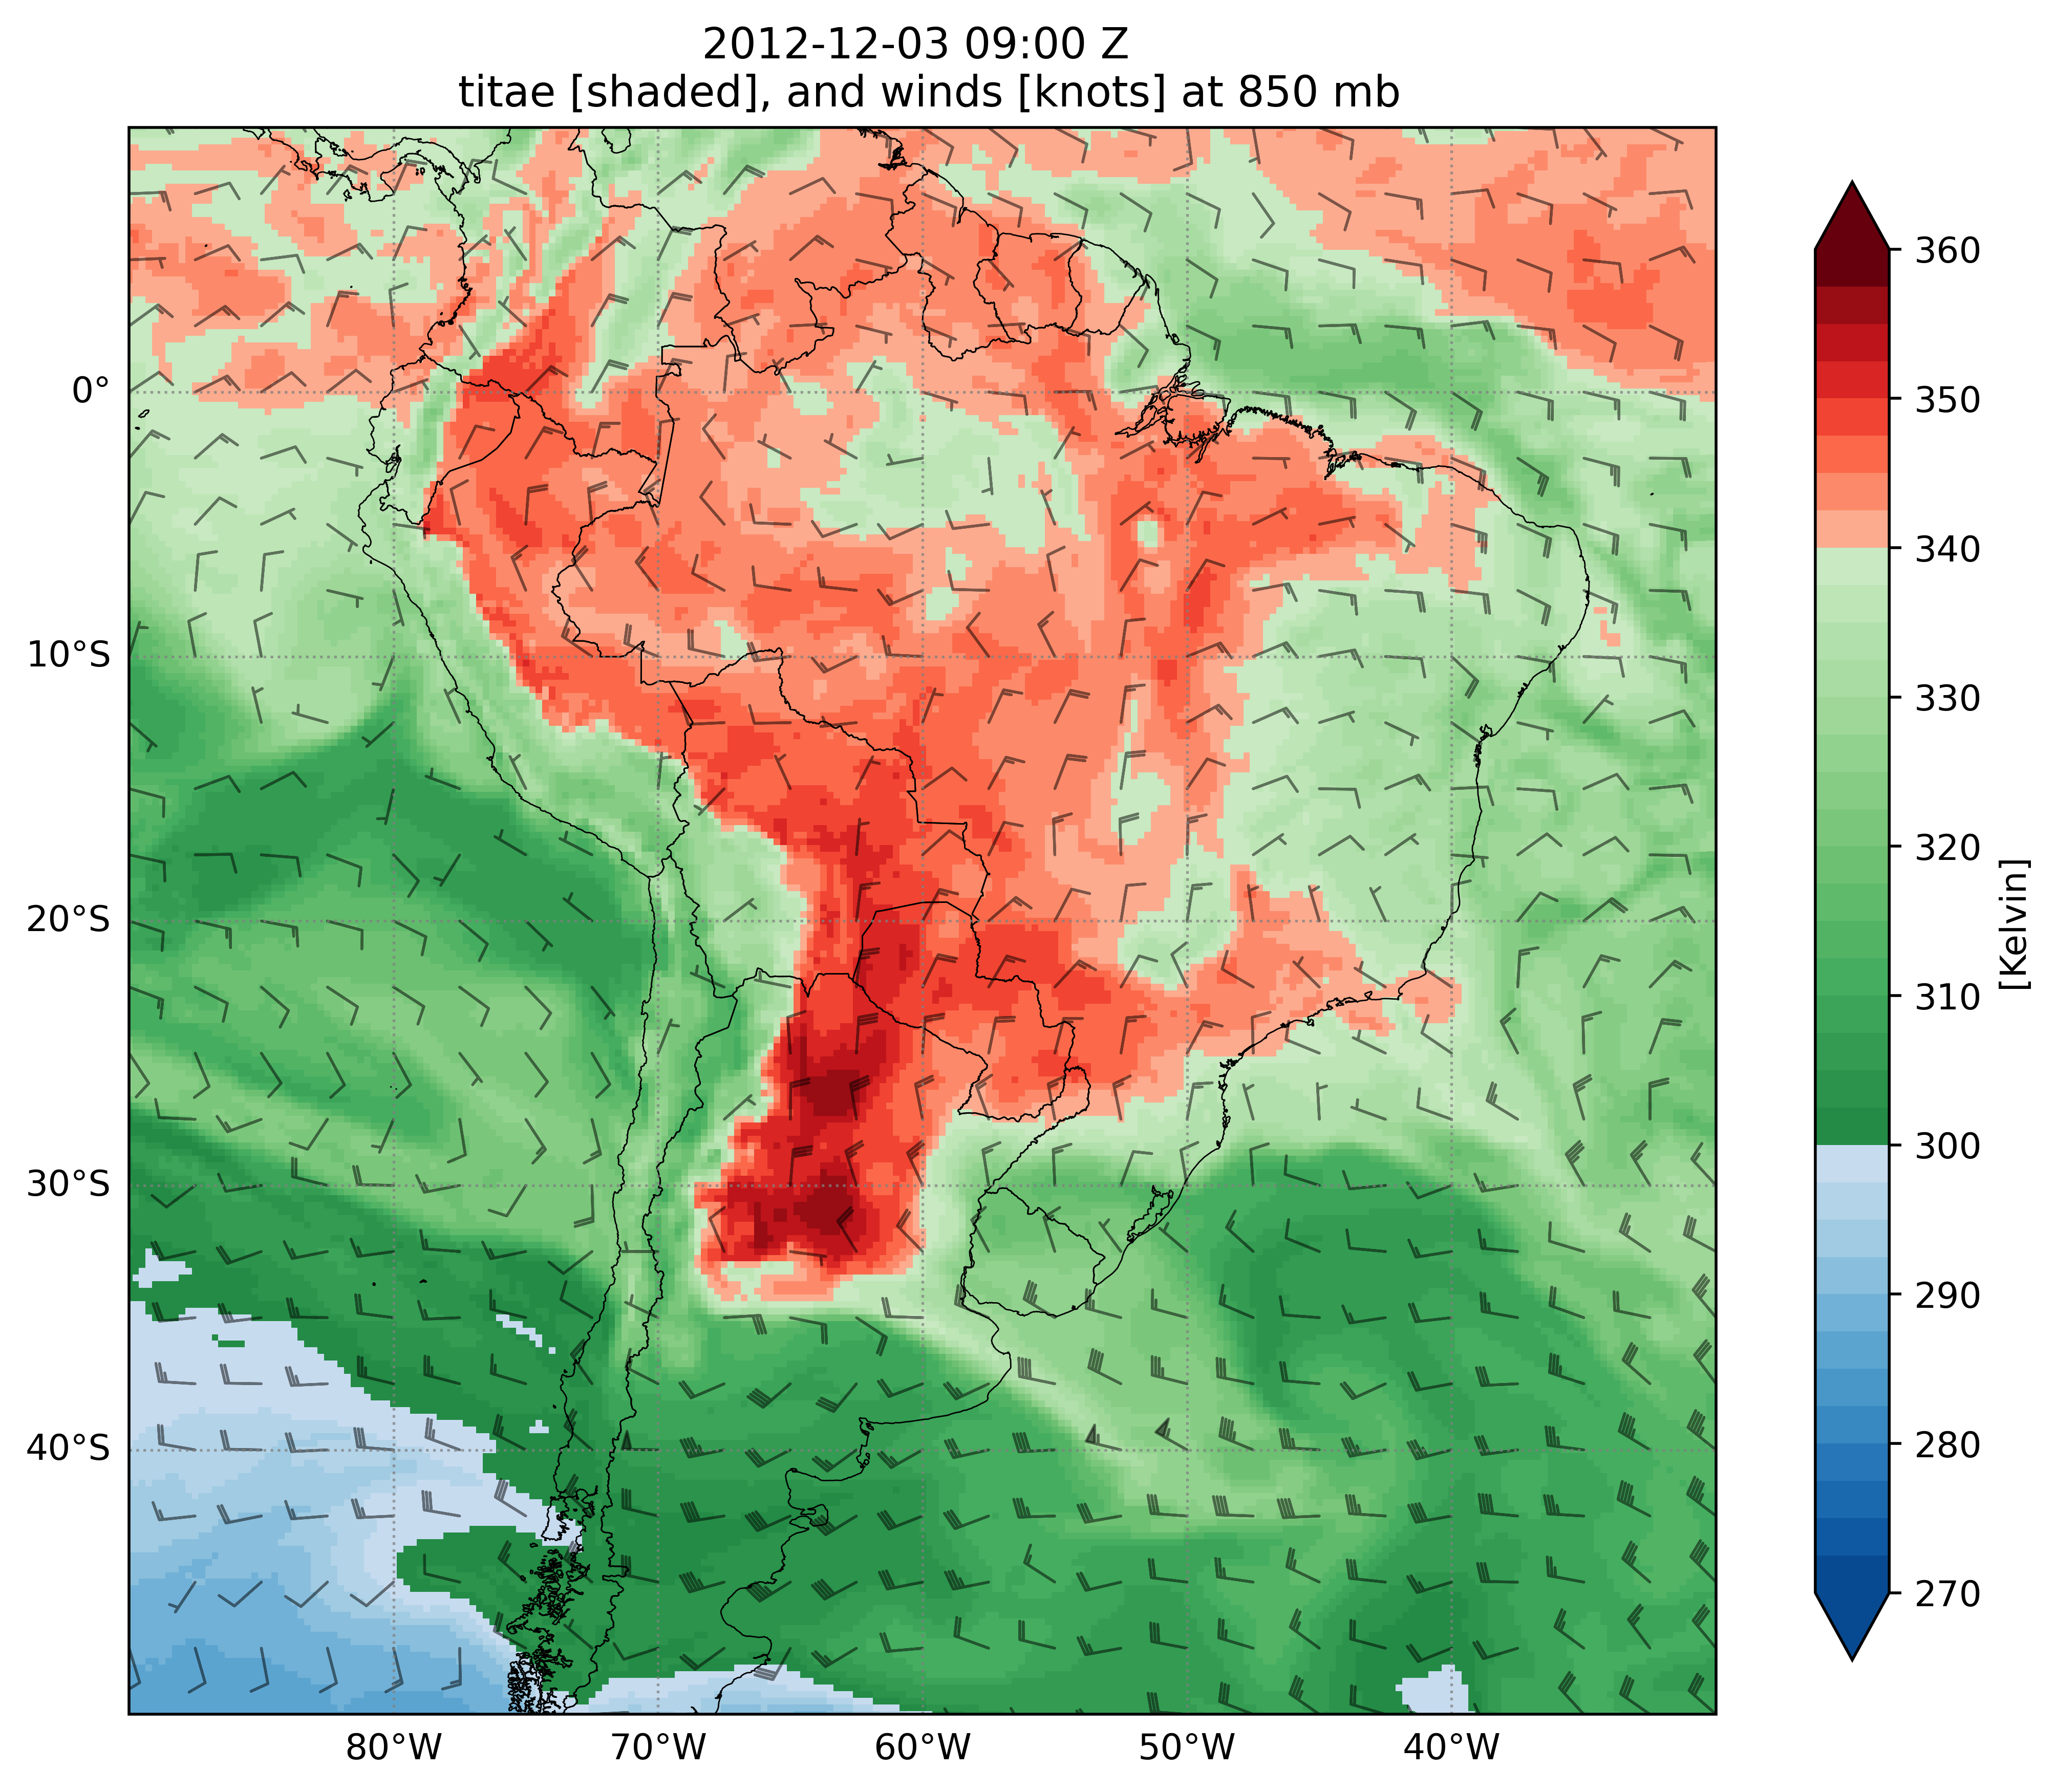 2012-12-03 09:00 Z
titae [shaded], and winds [knots] at 850 mb
0°
10°S
20°S
30°S
40°S
80°W
70°W
60°W
50°W
40°W
360
350
340
330
320
310
300
290
280
270
[Kelvin]